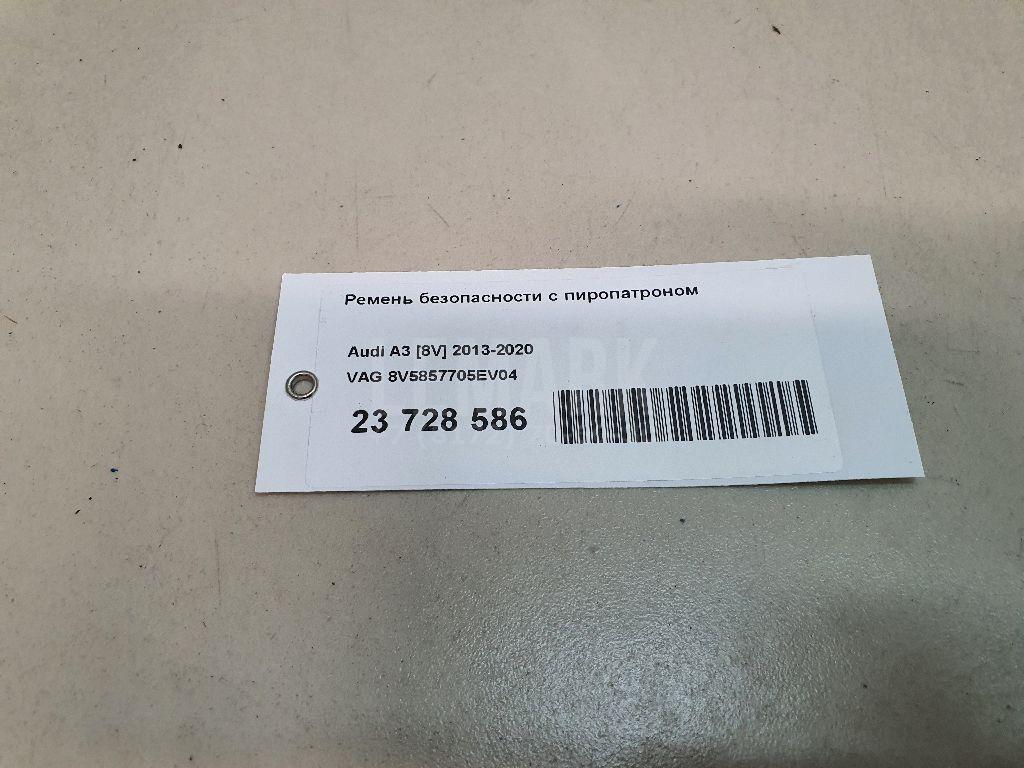 Ремень безопасности с пиропатроном
Audi A3 [8V] 2013-2020
VAG 8V5857705EV04
23 728 586